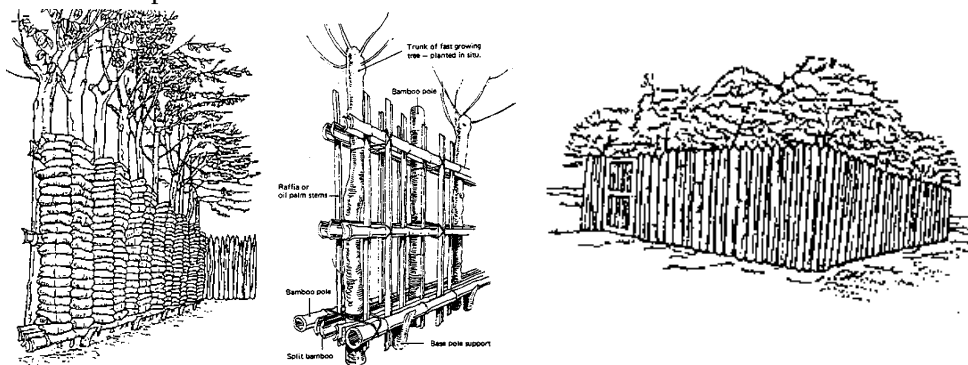 Trunk of fast growing
tree – planted in situ.
Bamboo pole
Raffia or
oil palm stems
Bamboo pole
Split bamboo
Base pole support